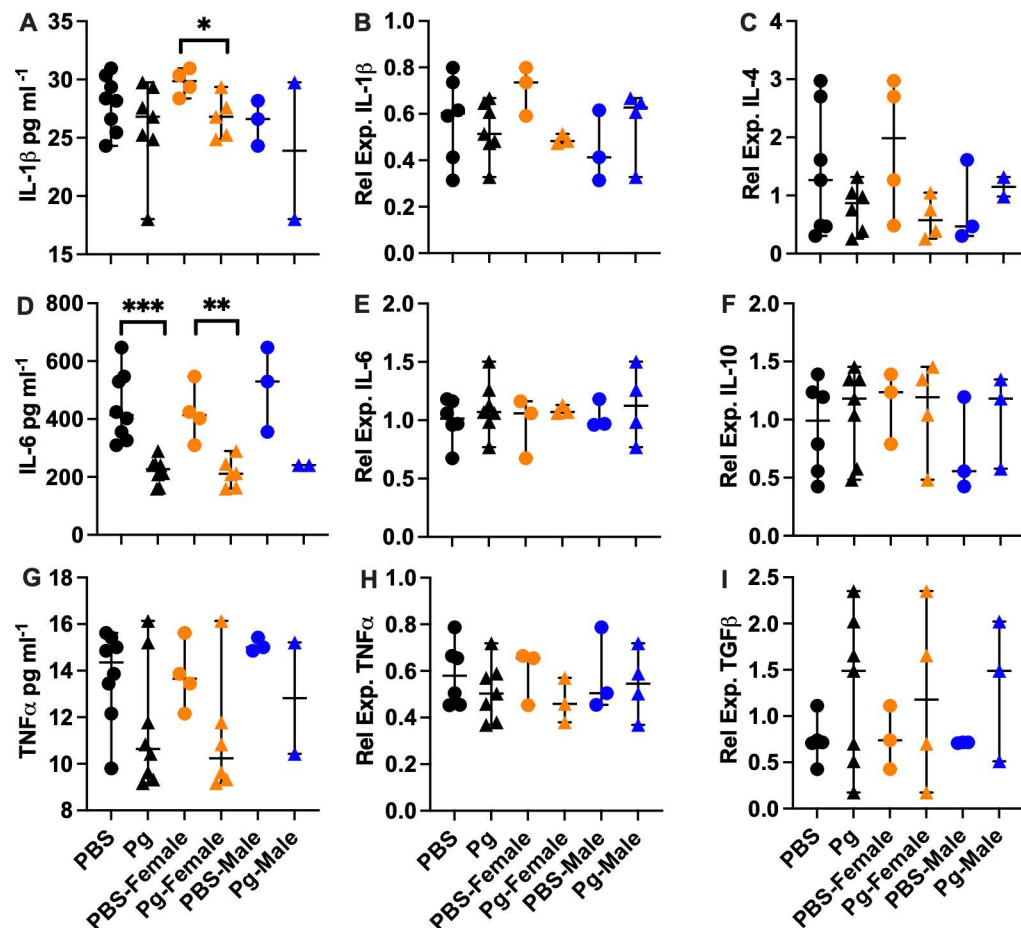 A
IL-1β pg ml-1
35
30
25
20
15
*
B
Rel Exp. IL-1β
1.0
0.8
0.6
0.4
0.2
0.0
C
Rel Exp. IL-4
4
3
2
1
0
D
IL-6 pg ml-1
800
600
400
200
0
***
**
E
Rel Exp. IL-6
2.0
1.5
1.0
0.5
0.0
F
Rel Exp. IL-10
2.0
1.5
1.0
0.5
0.0
G
TNFα pg ml-1
18
16
14
12
10
8
PBS
Pg
PBS-Female
Pg-Female
PBS-Male
Pg-Male
H
Rel Exp. TNFα
1.0
0.8
0.6
0.4
0.2
0.0
PBS
Pg
PBS-Female
Pg-Female
PBS-Male
Pg-Male
I
Rel Exp. TGFβ
2.5
2.0
1.5
1.0
0.5
0.0
PBS
Pg
PBS-Female
Pg-Female
PBS-Male
Pg-Male